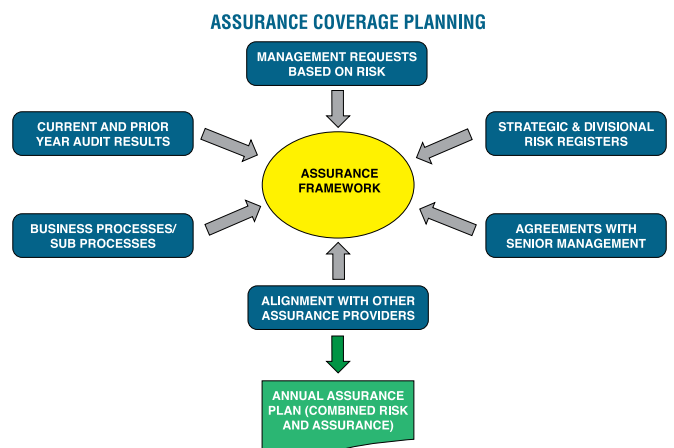 ASSURANCE COVERAGE PLANNING
MANAGEMENT REQUESTS
BASED ON RISK
CURRENT AND PRIOR
YEAR AUDIT RESULTS
STRATEGIC & DIVISIONAL
RISK REGISTERS
ASSURANCE
FRAMEWORK
BUSINESS PROCESSES/
SUB PROCESSES
AGREEMENTS WITH
SENIOR MANAGEMENT
ALIGNMENT WITH OTHER
ASSURANCE PROVIDERS
ANNUAL ASSURANCE
PLAN (COMBINED RISK
AND ASSURANCE)